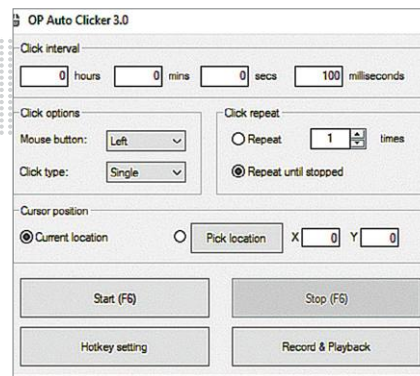 OP Auto Clicker 3.0
Click interval
0 hours 0 mins 0 secs 100 milliseconds
Click options
Mouse button: Left
Click type: Single
Click repeat
Repeat 1 times
Repeat until stopped
Cursor position
Current location Pick location X 0 Y 0
Start (F6) Stop (F6)
Hotkey setting Record & Playback